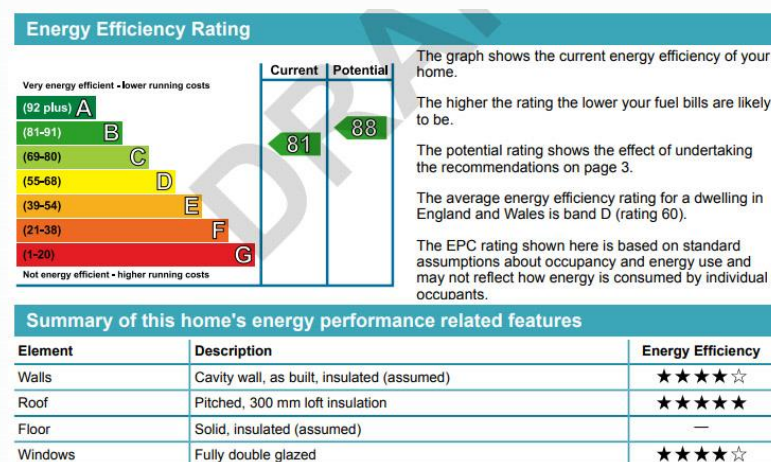 Energy Efficiency Rating
Current Potential
Very energy efficient - lower running costs
(92 plus) A
(81-91) B
(69-80) C
(55-68) D
(39-54) E
(21-38) F
(1-20) G
81
88
Not energy efficient - higher running costs
The graph shows the current energy efficiency of your
home.
The higher the rating the lower your fuel bills are likely
to be.
The potential rating shows the effect of undertaking
the recommendations on page 3.
The average energy efficiency rating for a dwelling in
England and Wales is band D (rating 60).
The EPC rating shown here is based on standard
assumptions about occupancy and energy use and
may not reflect how energy is consumed by individual
occupants.
DRA
Summary of this home's energy performance related features
Element Description Energy Efficiency
Walls Cavity wall, as built, insulated (assumed) ★★★★☆
Roof Pitched, 300 mm loft insulation ★★★★★
Floor Solid, insulated (assumed) —
Windows Fully double glazed ★★★★☆